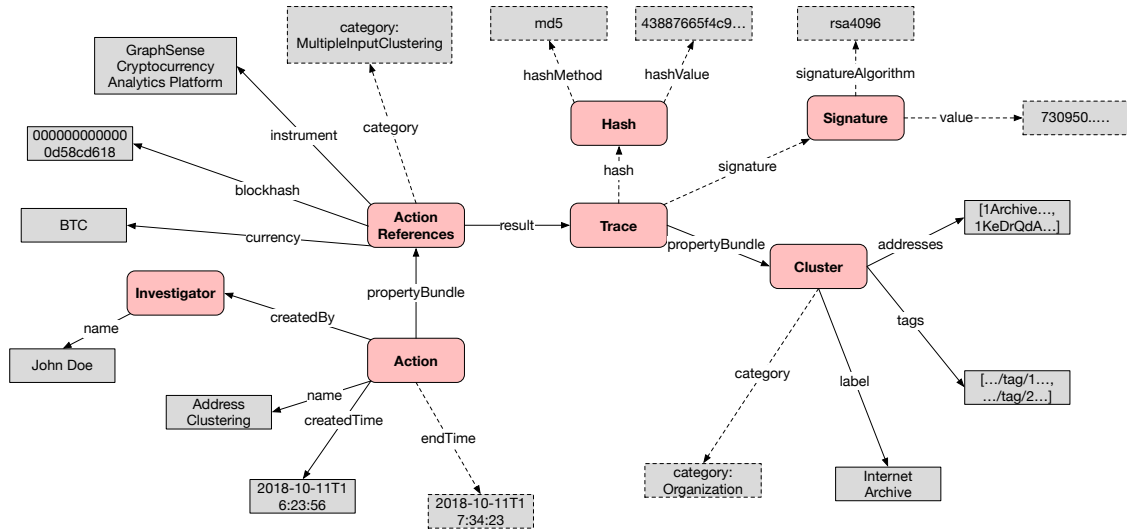 GraphSense
Cryptocurrency
Analytics Platform
category:
MultipleInputClustering
md5
43887665f4c9...
rsa4096
hashMethod
hashValue
signatureAlgorithm
Hash
Signature
value
730950.....
000000000000
0d58cd618
instrument
category
hash
signature
blockhash
BTC
currency
Action
References
result
Trace
propertyBundle
Cluster
addresses
[1Archive...,
1KeDrQdA...]
Investigator
createdBy
propertyBundle
tags
name
John Doe
Action
category
label
[.../tag/1...,
.../tag/2...]
Address
Clustering
name
createdTime
endTime
2018-10-11T1
6:23:56
2018-10-11T1
7:34:23
category:
Organization
Internet
Archive